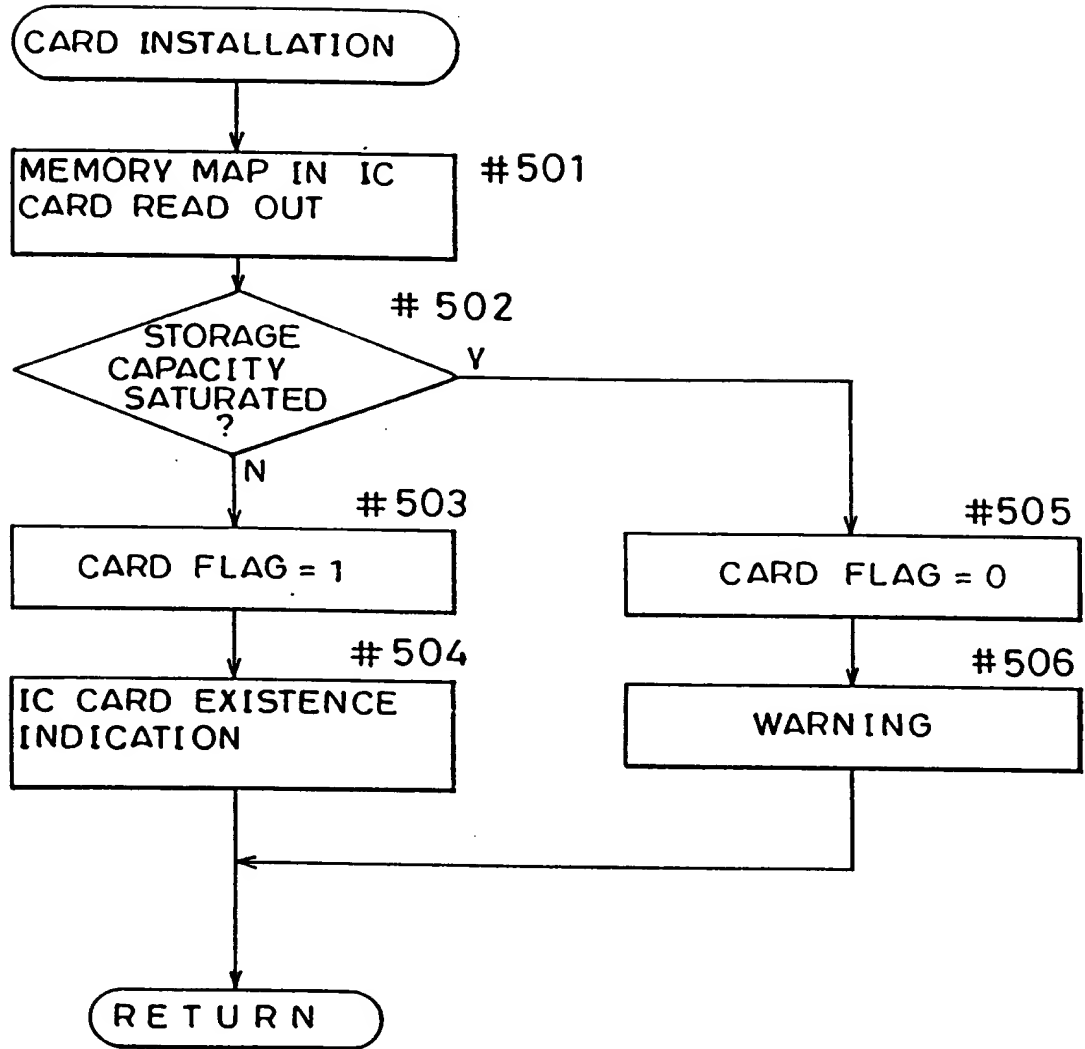 CARD INSTALLATION
MEMORY MAP IN IC
CARD READ OUT
#501
#502
STORAGE
CAPACITY
SATURATED
?
Y
N
#503
CARD FLAG = 1
#504
IC CARD EXISTENCE
INDICATION
#505
CARD FLAG = 0
#506
WARNING
RETURN